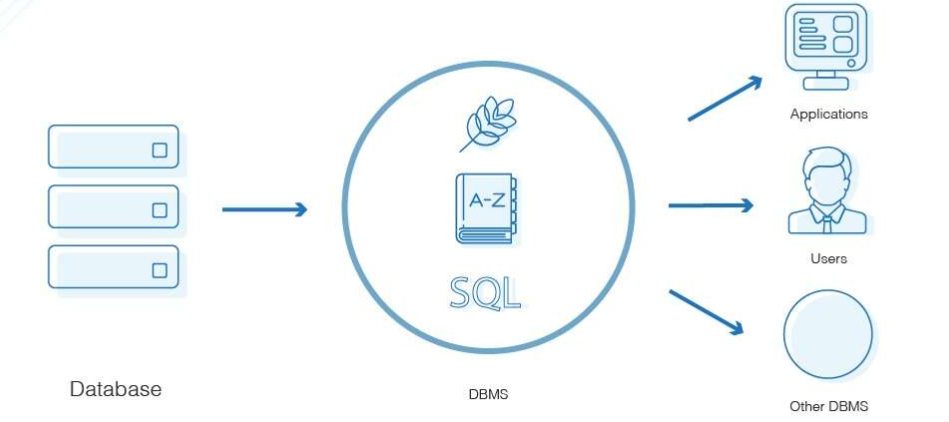 Database
A-Z
SQL
DBMS
Applications
Users
Other DBMS